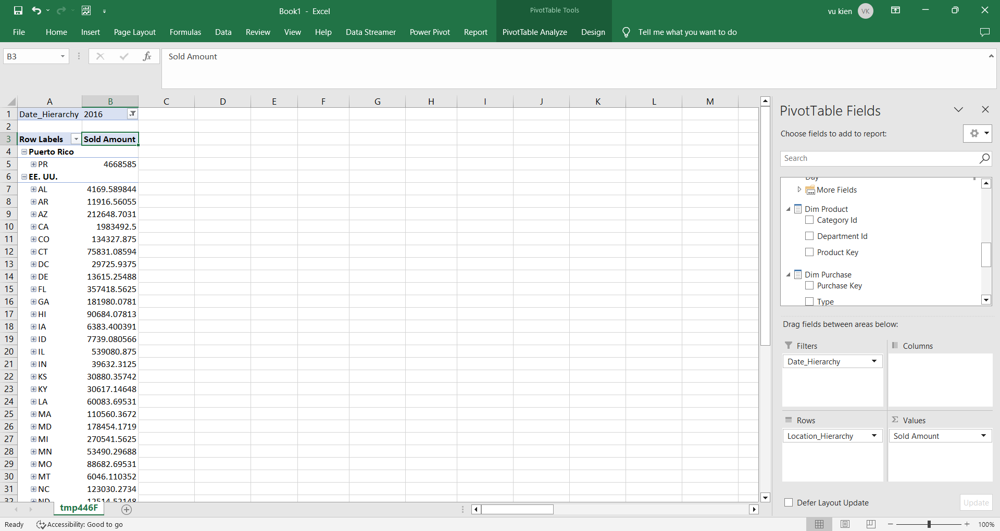 Book1 - Excel
PivotTable Tools
vu kien
VK
File Home Insert Page Layout Formulas Data Review View Help Data Streamer Power Pivot Report PivotTable Analyze Design Tell me what you want to do
B3
fx
Sold Amount
A B C D E F G H I J K L M
1 Date_Hierarchy 2016
2
3 Row Labels Sold Amount
4 Puerto Rico
5 PR 4668585
6 EE. UU.
7 AL 4169.589844
8 AR 11916.56055
9 AZ 212648.7031
10 CA 1983492.5
11 CO 134327.875
12 CT 75831.08594
13 DC 29725.9375
14 DE 13615.25488
15 FL 357418.5625
16 GA 181980.0781
17 HI 90684.07813
18 IA 6383.400391
19 ID 7739.080566
20 IL 539080.875
21 IN 39632.3125
22 KS 30880.35742
23 KY 30617.14648
24 LA 60083.69531
25 MA 110560.3672
26 MD 178454.1719
27 MI 270541.5625
28 MN 53490.29688
29 MO 88682.69531
30 MT 6046.110352
31 NC 123030.2734
32 ND 12514.52148
tmp446F
Ready
Accessibility: Good to go
100%
PivotTable Fields
Choose fields to add to report:
Search
Day
More Fields
Dim Product
Category Id
Department Id
Product Key
Dim Purchase
Purchase Key
Type
Drag fields between areas below:
Filters
Date_Hierarchy
Columns
Rows
Location_Hierarchy
Σ Values
Sold Amount
Defer Layout Update
Update